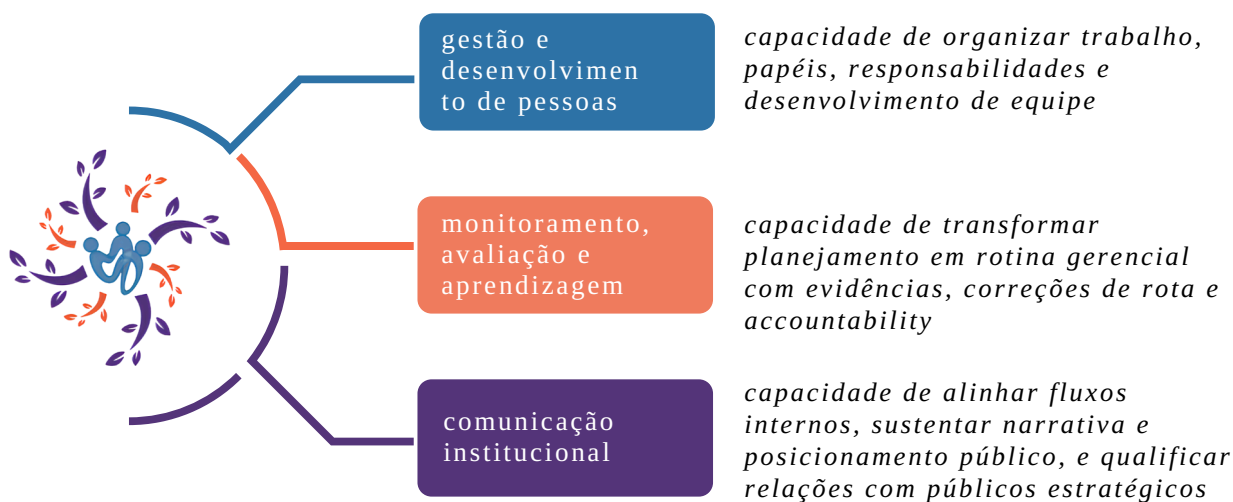 gestão e
desenvolvimen
to de pessoas
capacidade de organizar trabalho,
papéis, responsabilidades e
desenvolvimento de equipe
monitoramento,
avaliação e
aprendizagem
capacidade de transformar
planejamento em rotina gerencial
com evidências, correções de rota e
accountability
comunicação
institucional
capacidade de alinhar fluxos
internos, sustentar narrativa e
posicionamento público, e qualificar
relações com públicos estratégicos